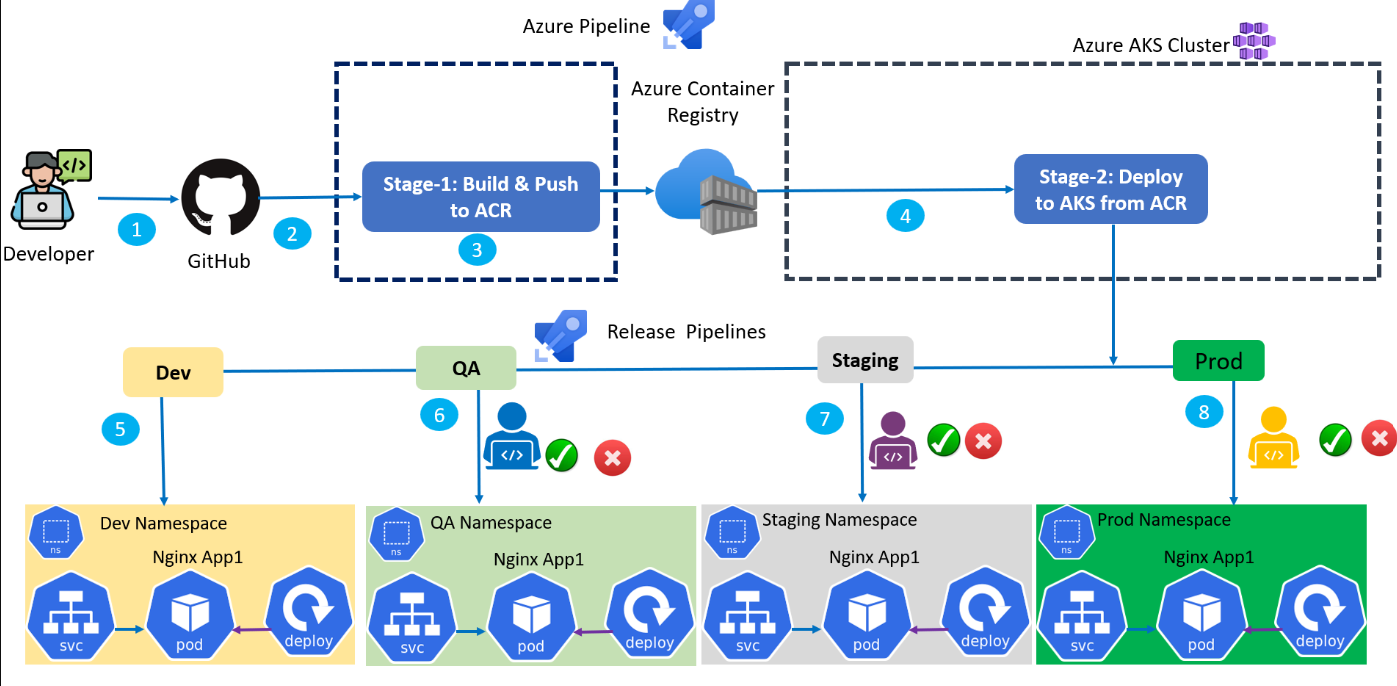 Azure Pipeline
Azure AKS Cluster
Azure Container
Registry
Stage-1: Build & Push
to ACR
Stage-2: Deploy
to AKS from ACR
1
2
3
4
Developer
GitHub
Release Pipelines
Dev
QA
Staging
Prod
5
6
7
8
Dev Namespace
QA Namespace
Staging Namespace
Prod Namespace
ns
ns
ns
ns
Nginx App1
Nginx App1
Nginx App1
Nginx App1
svc
pod
deploy
svc
pod
deploy
svc
pod
deploy
svc
pod
deploy